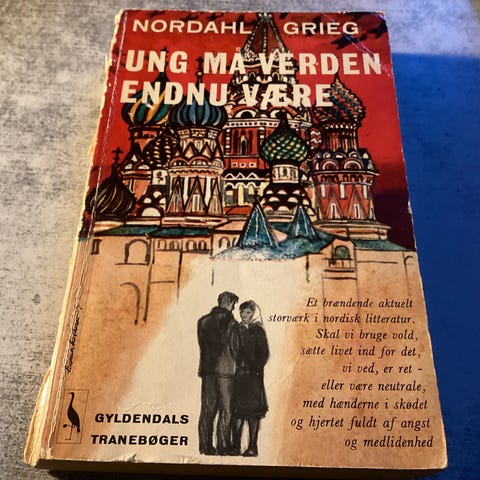 NORDAHL GRIEG
UNG MÅ VERDEN
ENDNU VÆRE
Et brændende aktuelt
storværk i nordisk litteratur.
Skal vi bruge vold,
sætte livet ind for det,
vi ved, er ret -
eller være neutrale,
med hænderne i skødet
og hjertet fuldt af angst
og medlidenhed
GYLDENDALS
TRANEBØGER